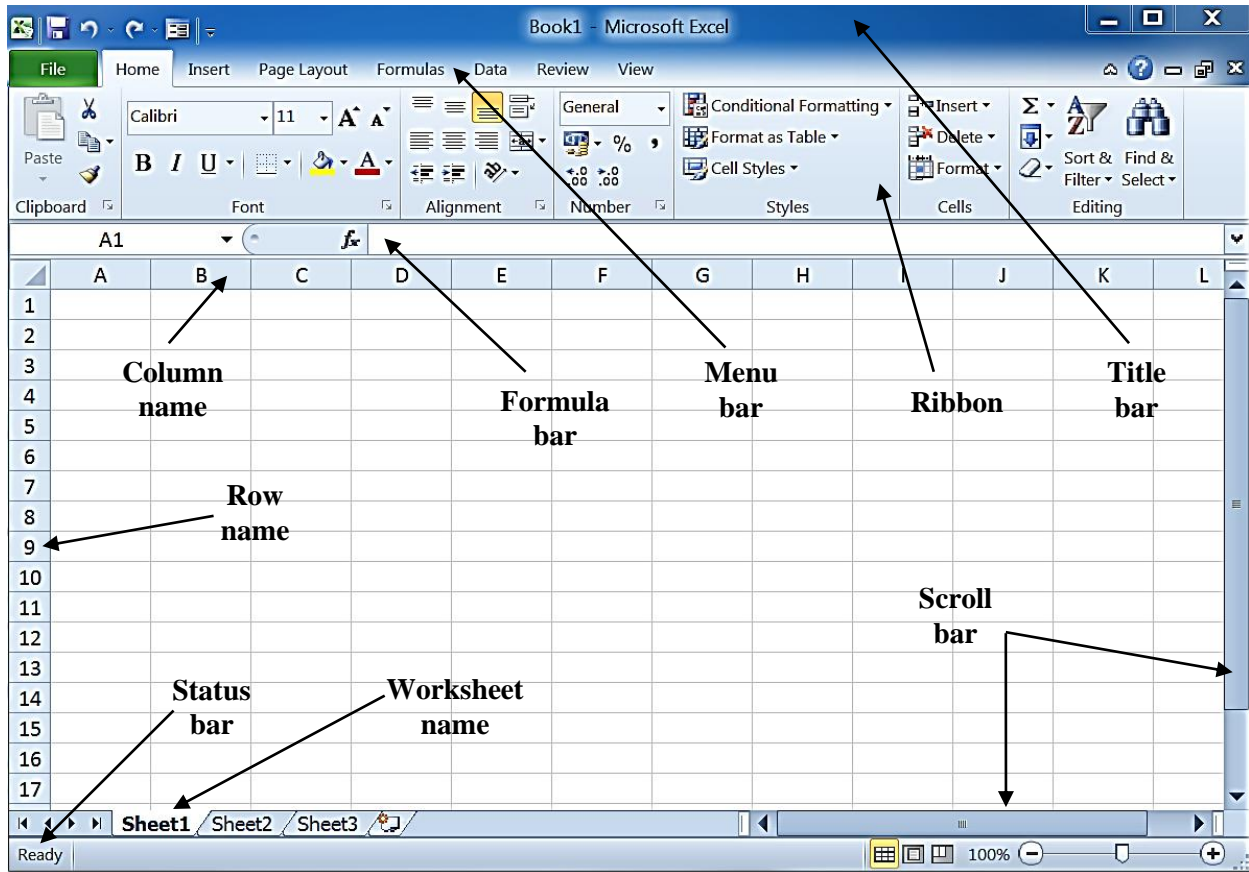 Book1 - Microsoft Excel
File Home Insert Page Layout Formulas Data Review View
Calibri 11 A A General Conditional Formatting Insert Σ
Paste B I U A % , Format as Table Delete Sort & Filter Find & Select
Cell Styles Format
Clipboard Font Alignment Number Styles Cells Editing
A1 fx
A B C D E F G H I J K L
1
2
3
4
5
6
7
8
9
10
11
12
13
14
15
16
17
Column
name
Formula
bar
Menu
bar
Ribbon
Title
bar
Row
name
Scroll
bar
Status
bar
Worksheet
name
Sheet1 Sheet2 Sheet3
Ready 100%